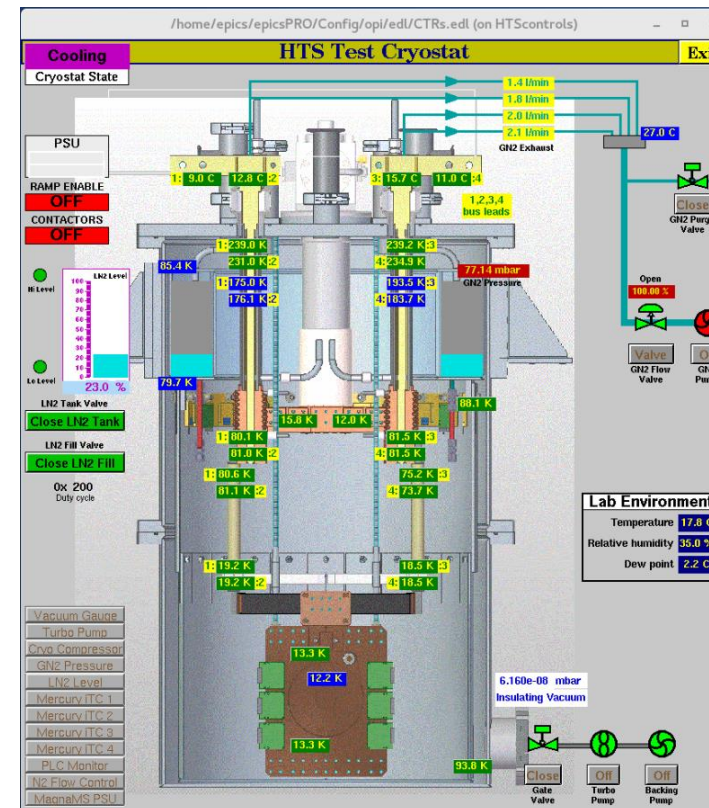 /home/epics/epicsPRO/Config/opi/edl/CTRs.edl (on HTScontrols)
HTS Test Cryostat
Exi
Cooling
Cryostat State
PSU
RAMP ENABLE
OFF
CONTACTORS
OFF
1.4 l/min
1.8 l/min
2.0 l/min
2.1 l/min
GN2 Exhaust
27.0 C
Close
GN2 Purg
Valve
1: 9.0 C 12.8 C :2
3: 15.7 C 11.0 C :4
1,2,3,4
bus leads
1: 239.0 K
239.2 K :3
231.0 K :2
4: 234.9 K
85.4 K
77.14 mbar
GN2 Pressure
1: 175.0 K
193.5 K :3
176.1 K :2
4: 183.7 K
Open
100.00 %
Valve
GN2 Flow
Valve
O
GN
Pum
Hi Level
LN2 Level
100
90
80
70
60
50
40
30
20
10
0
Lo Level
23.0 %
79.7 K
LN2 Tank Valve
Close LN2 Tank
LN2 Fill Valve
Close LN2 Fill
0x 200
Duty cycle
88.1 K
15.8 K 12.0 K
1: 80.1 K
81.5 K :3
81.0 K :2
4: 81.5 K
1: 80.6 K
75.2 K :3
81.1 K :2
4: 73.7 K
Lab Environment
Temperature 17.8 C
Relative humidity 35.0 %
Dew point 2.2 C
1: 19.2 K
18.5 K :3
19.2 K :2
4: 18.5 K
Vacuum Gauge
Turbo Pump
Cryo Compressor
GN2 Pressure
LN2 Level
Mercury iTC 1
Mercury iTC 2
Mercury iTC 3
Mercury iTC 4
PLC Monitor
N2 Flow Control
MagnaMS PSU
13.3 K
12.2 K
13.3 K
6.160e-08 mbar
Insulating Vacuum
93.8 K
Close
Gate
Valve
Off
Turbo
Pump
Off
Backing
Pump